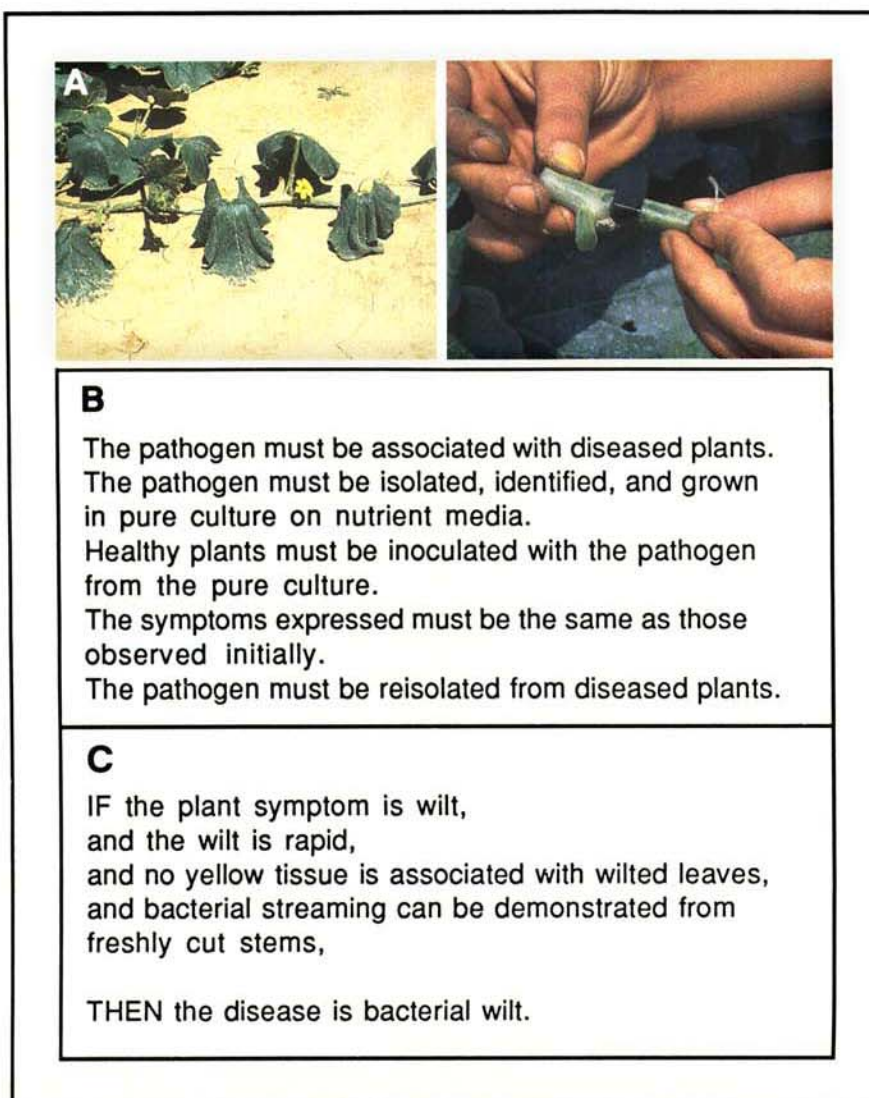 A
B
The pathogen must be associated with diseased plants.
The pathogen must be isolated, identified, and grown
in pure culture on nutrient media.
Healthy plants must be inoculated with the pathogen
from the pure culture.
The symptoms expressed must be the same as those
observed initially.
The pathogen must be reisolated from diseased plants.
C
IF the plant symptom is wilt,
and the wilt is rapid,
and no yellow tissue is associated with wilted leaves,
and bacterial streaming can be demonstrated from
freshly cut stems,
THEN the disease is bacterial wilt.